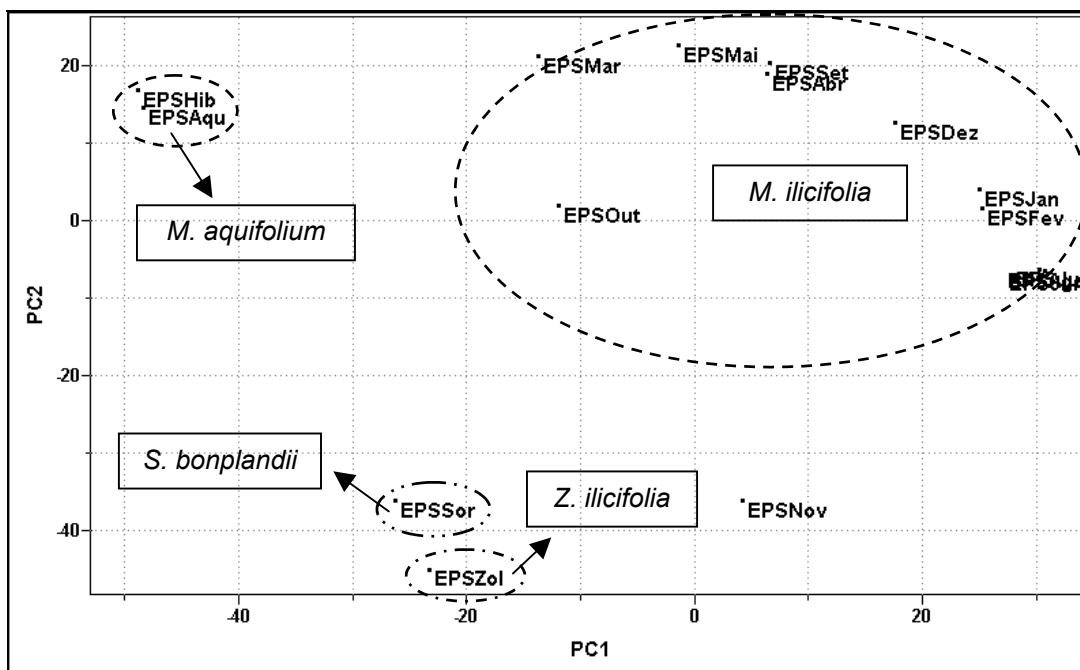 EPSMar
EPSMai
EPSSet
EPSAbr
20
EPSHib
EPSAqu
EPSDez
M. ilicifolia
EPSJan
EPSFev
EPSOut
M. aquifolium
0
PC2
-20
S. bonplandii
Z. ilicifolia
EPSSor
EPSNov
-40
EPSZol
-40
-20
0
20
PC1